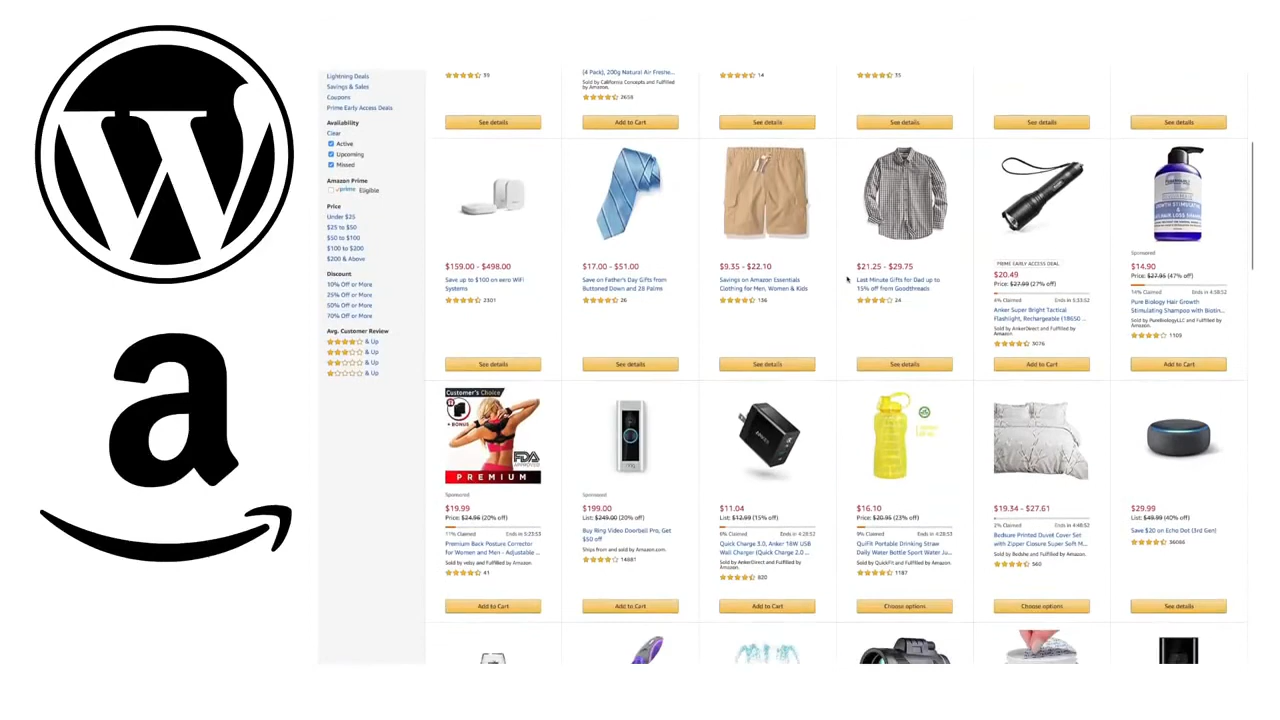 Lightning Deals
Savings & Sales
Coupons
Prime Early Access Deals
Availability
Clear
Active
Upcoming
Missed
Amazon Prime
prime Eligible
Price
Under $25
$25 to $50
$50 to $100
$100 to $200
$200 & Above
Discount
10% Off or More
25% Off or More
50% Off or More
70% Off or More
Avg. Customer Review
& Up
& Up
& Up
& Up
(4 Pack), 200g Natural Air Freshe...
Sold by California Concepts and Fulfilled
by Amazon.
2658
14
35
See details
Add to Cart
See details
See details
See details
See details
$159.00 - $498.00
Save up to $100 on eero WiFi
Systems
2301
See details
$17.00 - $51.00
Save on Father's Day Gifts from
Buttoned Down and 28 Palms
26
See details
$9.35 - $22.10
Savings on Amazon Essentials
Clothing for Men, Women & Kids
136
See details
$21.25 - $29.75
Last Minute Gifts for Dad up to
15% off from Goodthreads
24
See details
PRIME EARLY ACCESS DEAL
$20.49
Price: $27.99 (27% off)
6% Claimed Ends in 5:33:52
Anker Super Bright Tactical
Flashlight, Rechargeable (18650 ...
Sold by AnkerDirect and Fulfilled by
Amazon.
3076
Add to Cart
Sponsored
$14.90
Price: $27.95 (47% off)
14% Claimed Ends in 4:58:52
Pure Biology Hair Growth
Stimulating Shampoo with Biotin...
Sold by PureBiologyLLC and Fulfilled by
Amazon.
1109
Add to Cart
Customer's Choice
+ BONUS
FDA
PREMIUM
Sponsored
$19.99
Price: $24.96 (20% off)
11% Claimed Ends in 5:23:53
Premium Back Posture Corrector
for Women and Men - Adjustable ...
Sold by veby and Fulfilled by Amazon.
41
Add to Cart
Sponsored
$199.00
List: $249.00 (20% off)
Buy Ring Video Doorbell Pro, Get
$50 off
Ships from and sold by Amazon.com.
14881
Add to Cart
ANKER
$11.04
List: $12.99 (15% off)
Ends in 4:28:52
Quick Charge 3.0, Anker 18W USB
Wall Charger (Quick Charge 2.0 ...
Sold by AnkerDirect and Fulfilled by
Amazon.
820
Add to Cart
$16.10
Price: $20.95 (23% off)
9% Claimed Ends in 4:28:53
QuiFit Portable Drinking Straw
Daily Water Bottle Sport Water Ju...
Sold by QuickFit and Fulfilled by Amazon.
1187
Choose options
$19.34 - $27.61
2% Claimed Ends in 4:48:52
Bedsure Printed Duvet Cover Set
with Zipper Closure Super Soft M...
Sold by Bedshe and Fulfilled by Amazon.
560
Choose options
$29.99
List: $49.99 (40% off)
Save $20 on Echo Dot (3rd Gen)
36066
See details